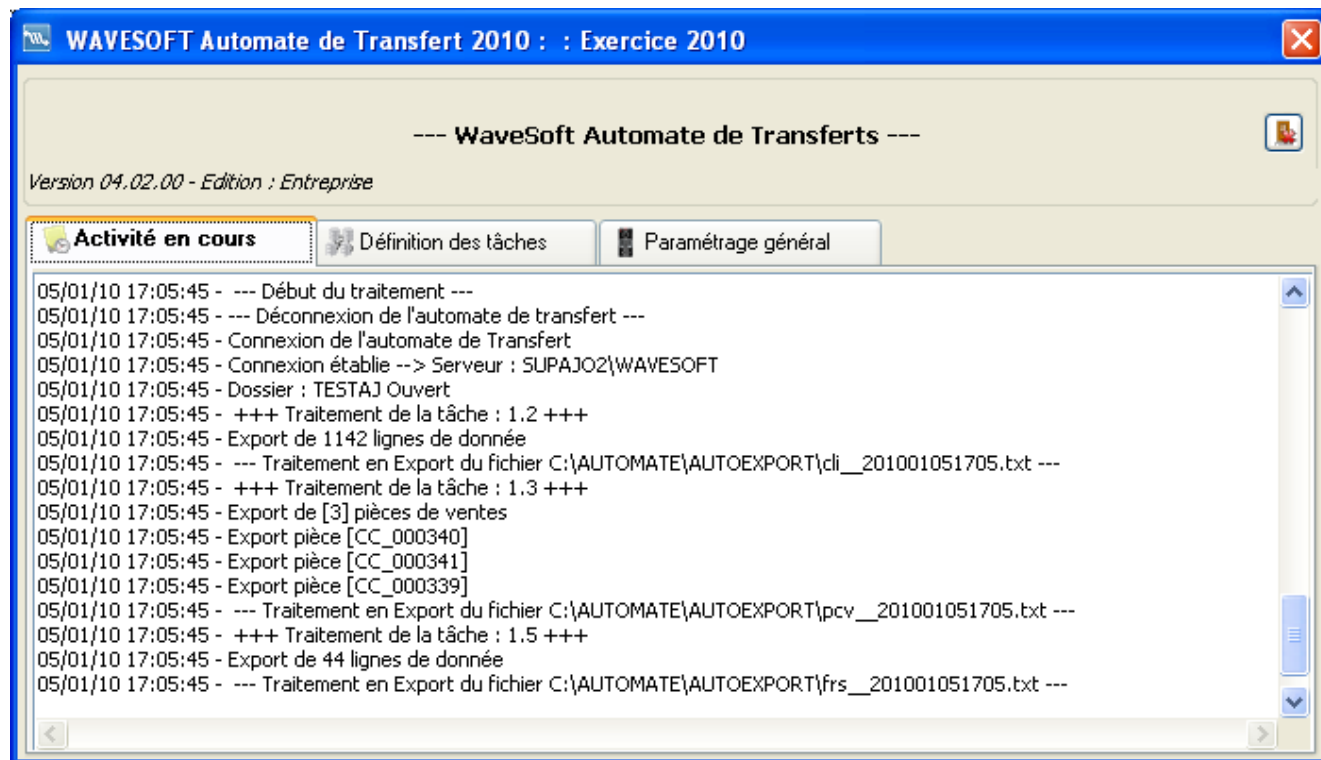 WAVESOFT Automate de Transfert 2010 : : Exercice 2010
--- WaveSoft Automate de Transferts ---
Version 04.02.00 - Edition : Entreprise
Activité en cours
Définition des tâches
Paramétrage général
05/01/10 17:05:45 - --- Début du traitement ---
05/01/10 17:05:45 - --- Déconnexion de l'automate de transfert ---
05/01/10 17:05:45 - Connexion de l'automate de Transfert
05/01/10 17:05:45 - Connexion établie --> Serveur : SUPAJO2\WAVESOFT
05/01/10 17:05:45 - Dossier : TESTAJ Ouvert
05/01/10 17:05:45 - +++ Traitement de la tâche : 1.2 +++
05/01/10 17:05:45 - Export de 1142 lignes de donnée
05/01/10 17:05:45 - --- Traitement en Export du fichier C:\AUTOMATE\AUTOEXPORT\cli__201001051705.txt ---
05/01/10 17:05:45 - +++ Traitement de la tâche : 1.3 +++
05/01/10 17:05:45 - Export de [3] pièces de ventes
05/01/10 17:05:45 - Export pièce [CC_000340]
05/01/10 17:05:45 - Export pièce [CC_000341]
05/01/10 17:05:45 - Export pièce [CC_000339]
05/01/10 17:05:45 - --- Traitement en Export du fichier C:\AUTOMATE\AUTOEXPORT\pcv__201001051705.txt ---
05/01/10 17:05:45 - +++ Traitement de la tâche : 1.5 +++
05/01/10 17:05:45 - Export de 44 lignes de donnée
05/01/10 17:05:45 - --- Traitement en Export du fichier C:\AUTOMATE\AUTOEXPORT\frs__201001051705.txt ---